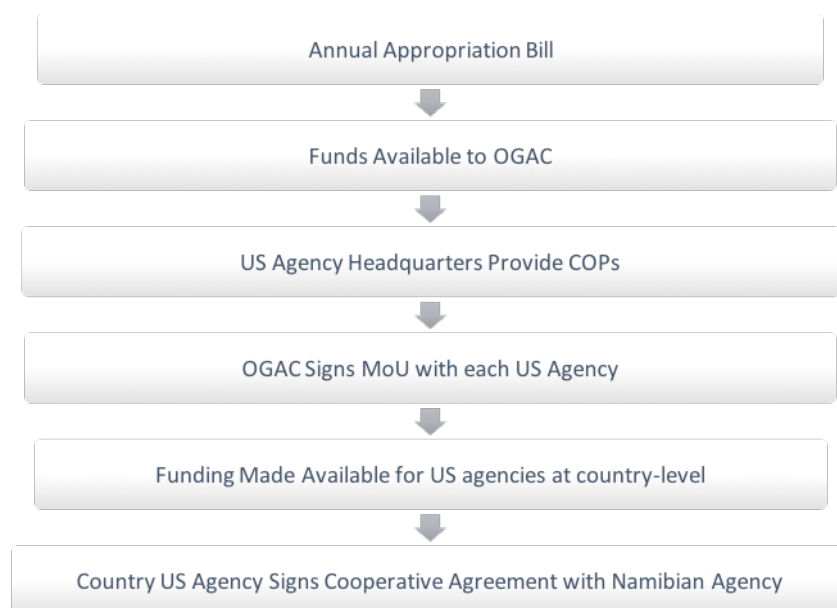 Annual Appropriation Bill
Funds Available to OGAC
US Agency Headquarters Provide COPs
OGAC Signs MoU with each US Agency
Funding Made Available for US agencies at country-level
Country US Agency Signs Cooperative Agreement with Namibian Agency